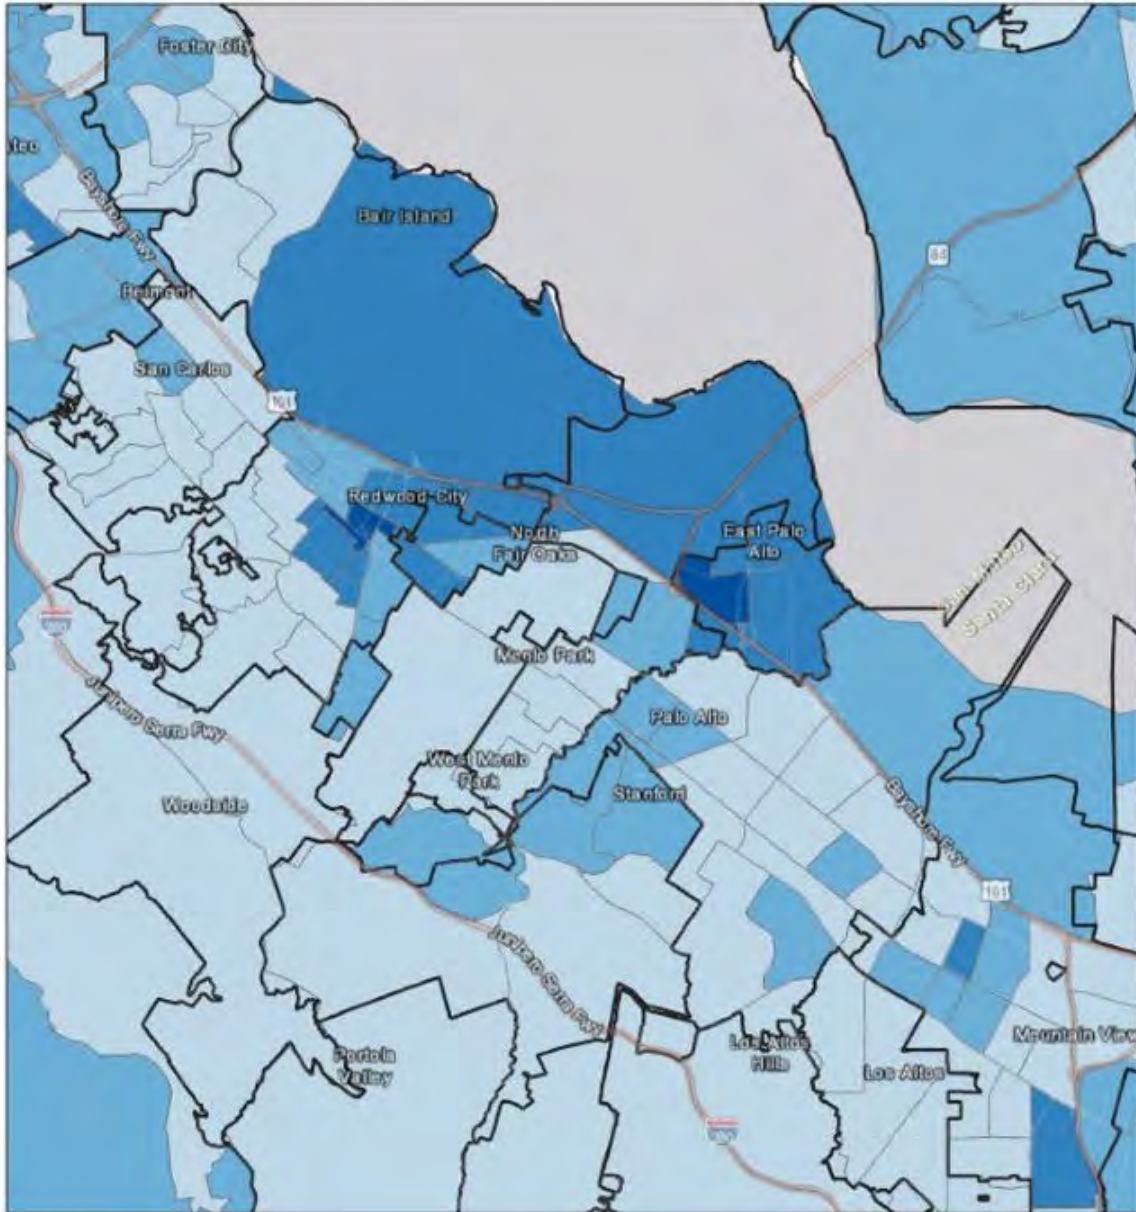 Foster City
Bayshore Fwy
Bair Island
84
Belmont
San Carlos
101
Redwood City
North
Fair Oaks
East Palo
Alto
San Mateo
Santa Clara
Menlo Park
Junipero Serra Fwy
Palo Alto
West Menlo
Park
Stanford
Woodside
Bayshore Fwy
101
Junipero Serra Fwy
Mountain View
Los Altos
Hills
Portola
Valley
Los Altos